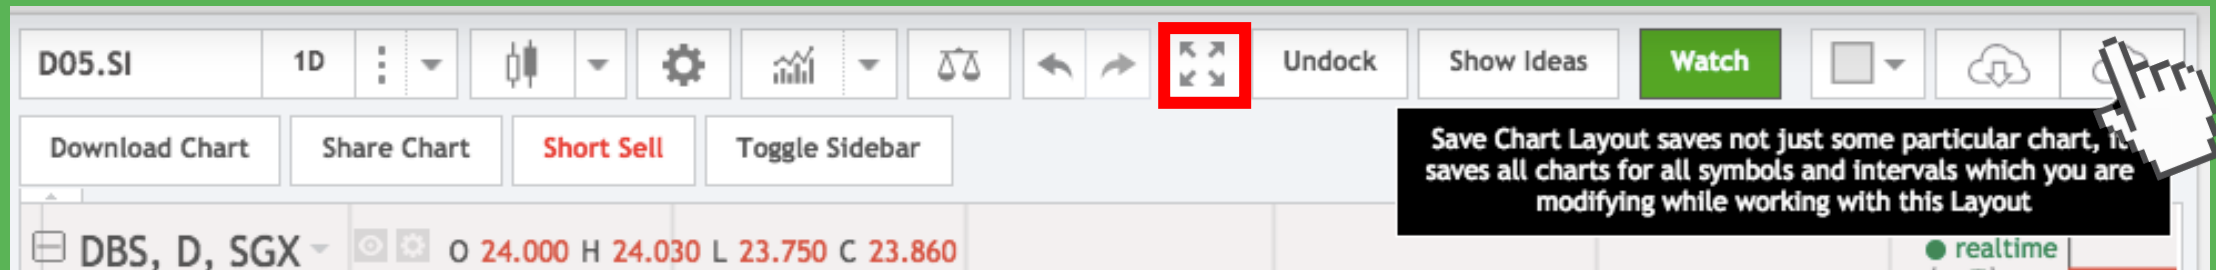 D05.SI 1D Undock Show Ideas Watch
Download Chart Share Chart Short Sell Toggle Sidebar
Save Chart Layout saves not just some particular chart,
saves all charts for all symbols and intervals which you are
modifying while working with this Layout
DBS, D, SGX O 24.000 H 24.030 L 23.750 C 23.860
realtime